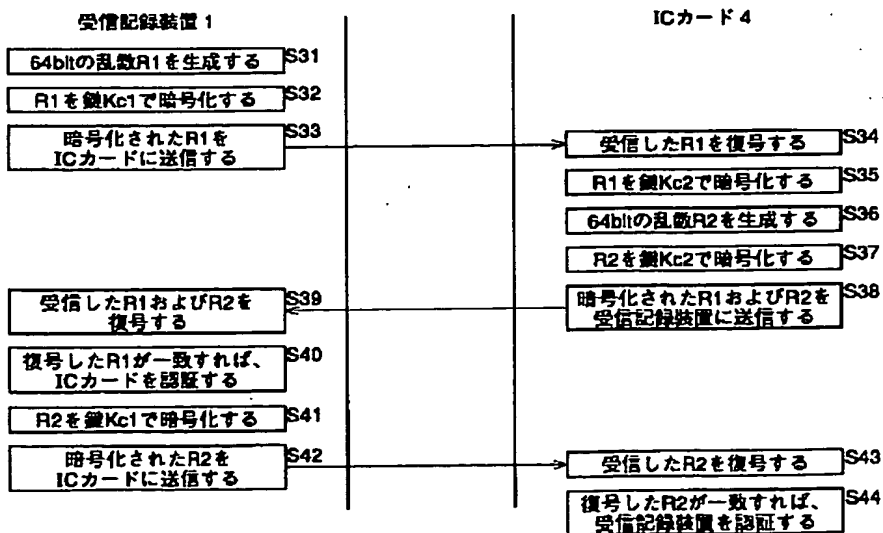 受信記録装置 1
ICカード 4
64bitの乱数R1を生成する
S31
R1を鍵Kc1で暗号化する
S32
暗号化されたR1を
ICカードに送信する
S33
受信したR1を復号する
S34
R1を鍵Kc2で暗号化する
S35
64bitの乱数R2を生成する
S36
R2を鍵Kc2で暗号化する
S37
暗号化されたR1およびR2を
受信記録装置に送信する
S38
受信したR1およびR2を
復号する
S39
復号したR1が一致すれば、
ICカードを認証する
S40
R2を鍵Kc1で暗号化する
S41
暗号化されたR2を
ICカードに送信する
S42
受信したR2を復号する
S43
復号したR2が一致すれば、
受信記録装置を認証する
S44